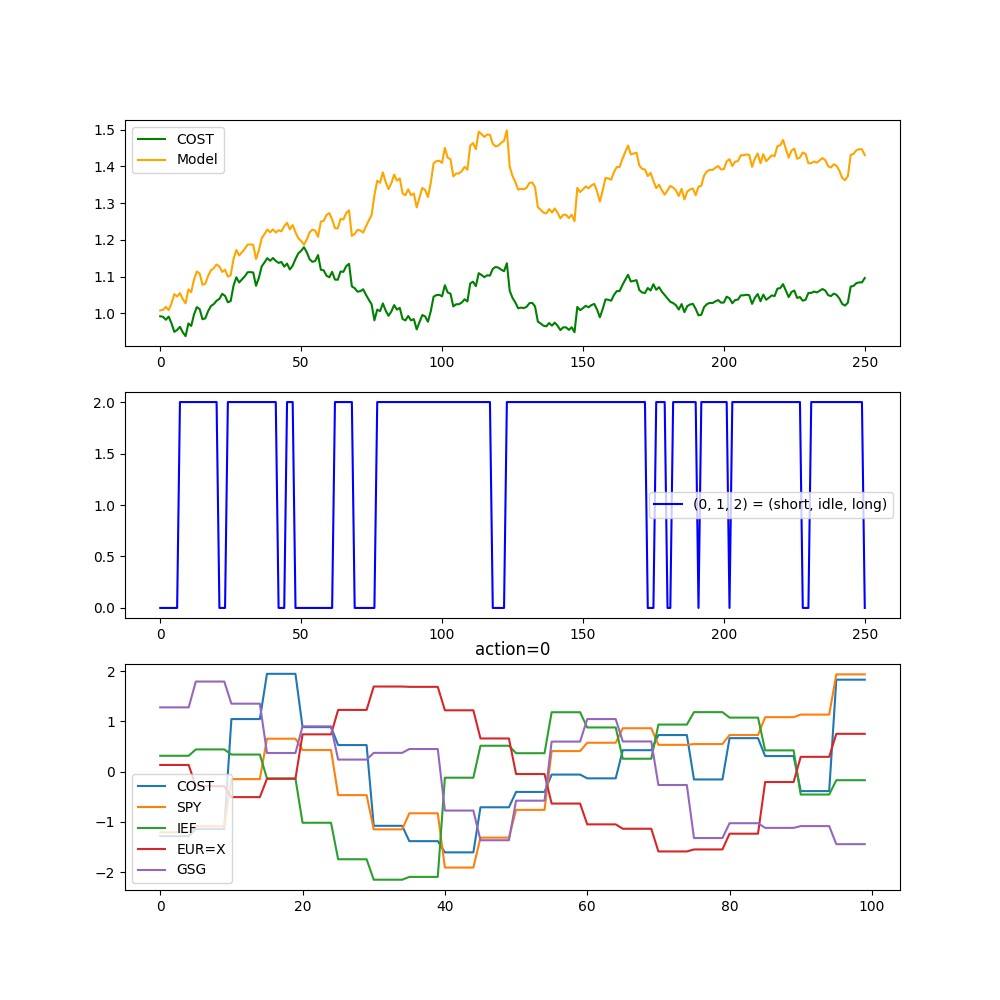 COST
Model
1.5
1.4
1.3
1.2
1.1
1.0
0 50 100 150 200 250
2.0
1.5
1.0
0.5
0.0
(0, 1, 2) = (short, idle, long)
0 50 100 150 200 250
action=0
2
1
0
−1
−2
COST
SPY
IEF
EUR=X
GSG
0 20 40 60 80 100